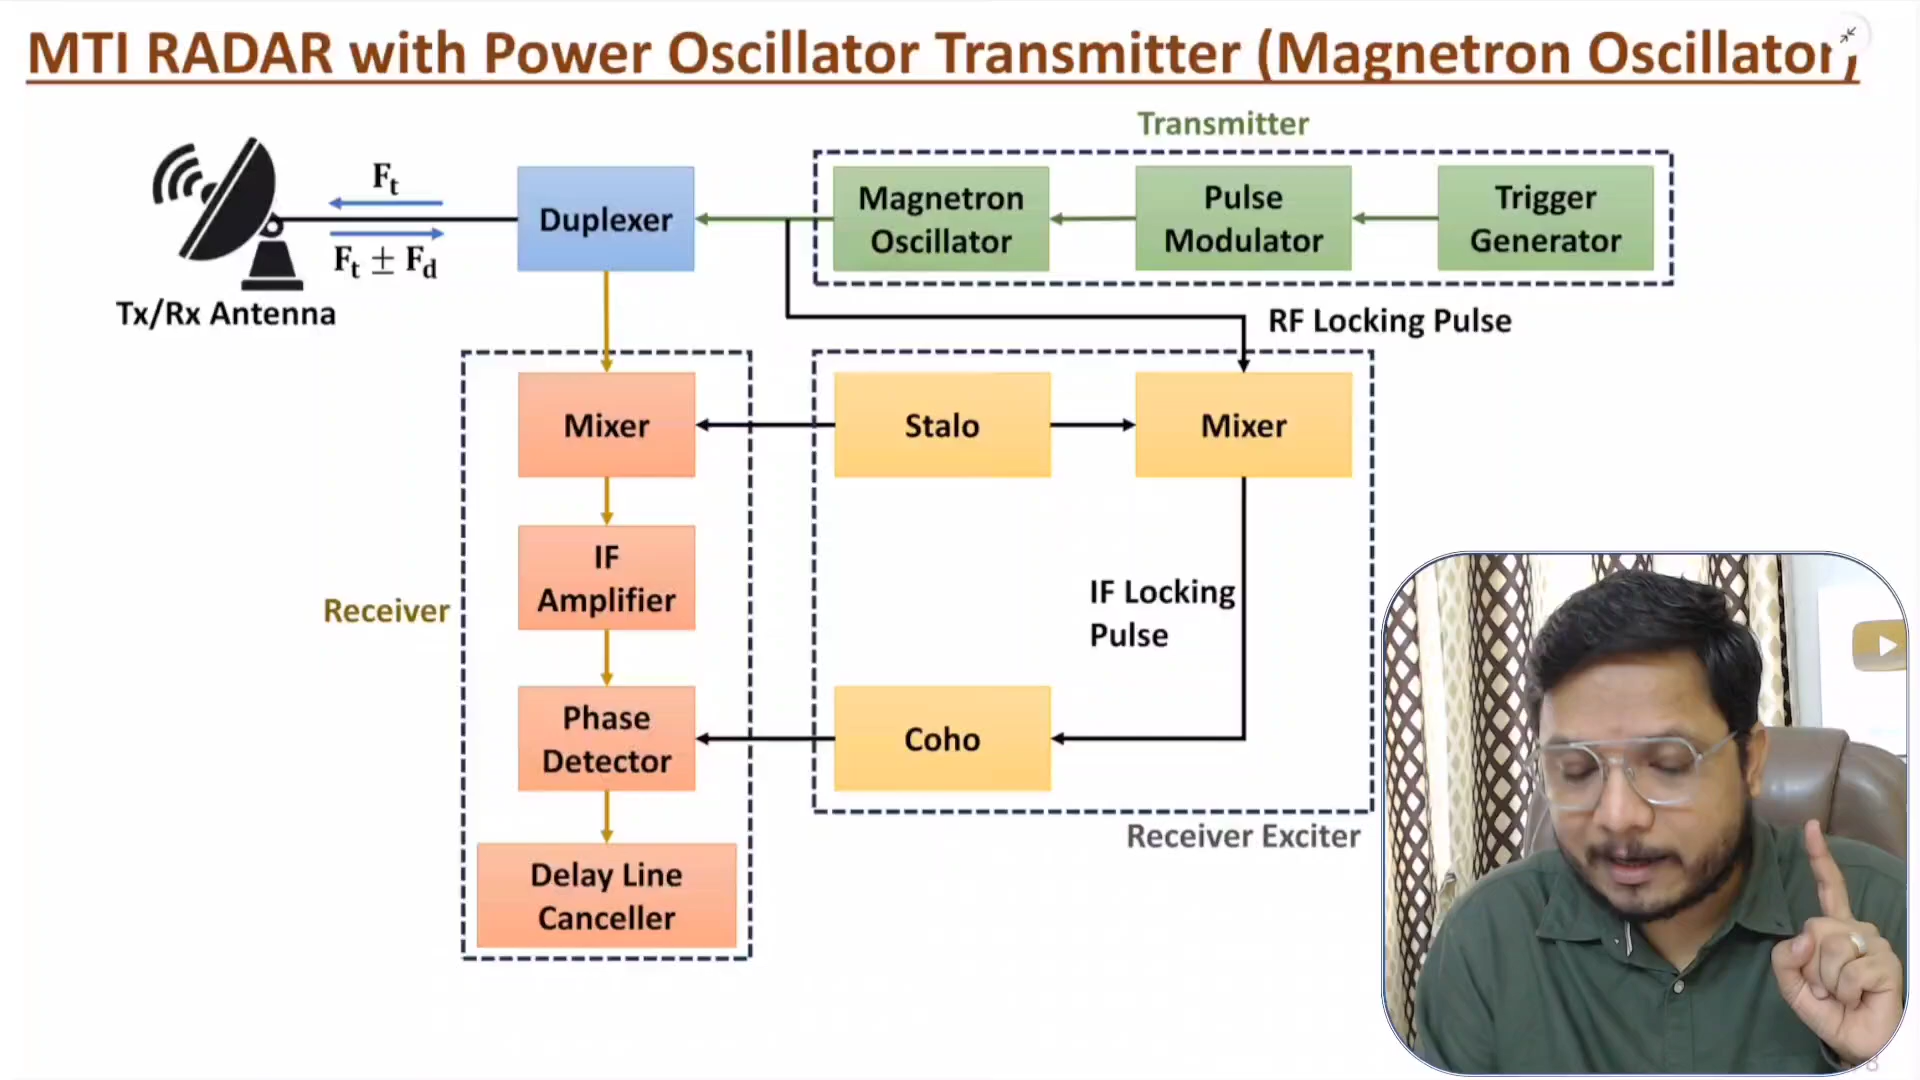 MTI RADAR with Power Oscillator Transmitter (Magnetron Oscillator)
Transmitter
Fₜ
Fₜ ± F_d
Tx/Rx Antenna
Duplexer
Magnetron
Oscillator
Pulse
Modulator
Trigger
Generator
RF Locking Pulse
Mixer
Stalo
Mixer
IF
Amplifier
IF Locking
Pulse
Receiver
Phase
Detector
Coho
Receiver Exciter
Delay Line
Canceller